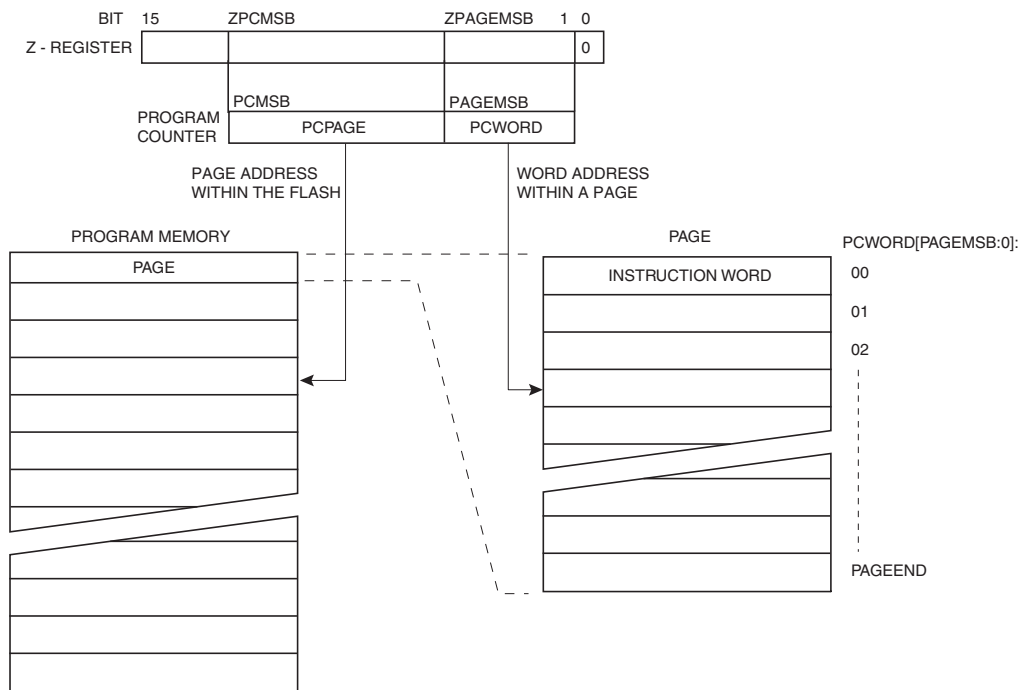 BIT 15 ZPCMSB ZPAGEMSB 1 0
Z - REGISTER 0
PCMSB PAGEMSB
PROGRAM
COUNTER
PCPAGE PCWORD
PAGE ADDRESS
WITHIN THE FLASH
WORD ADDRESS
WITHIN A PAGE
PROGRAM MEMORY
PAGE
PAGE
PCWORD[PAGEMSB:0]:
INSTRUCTION WORD
00
01
02
PAGEEND